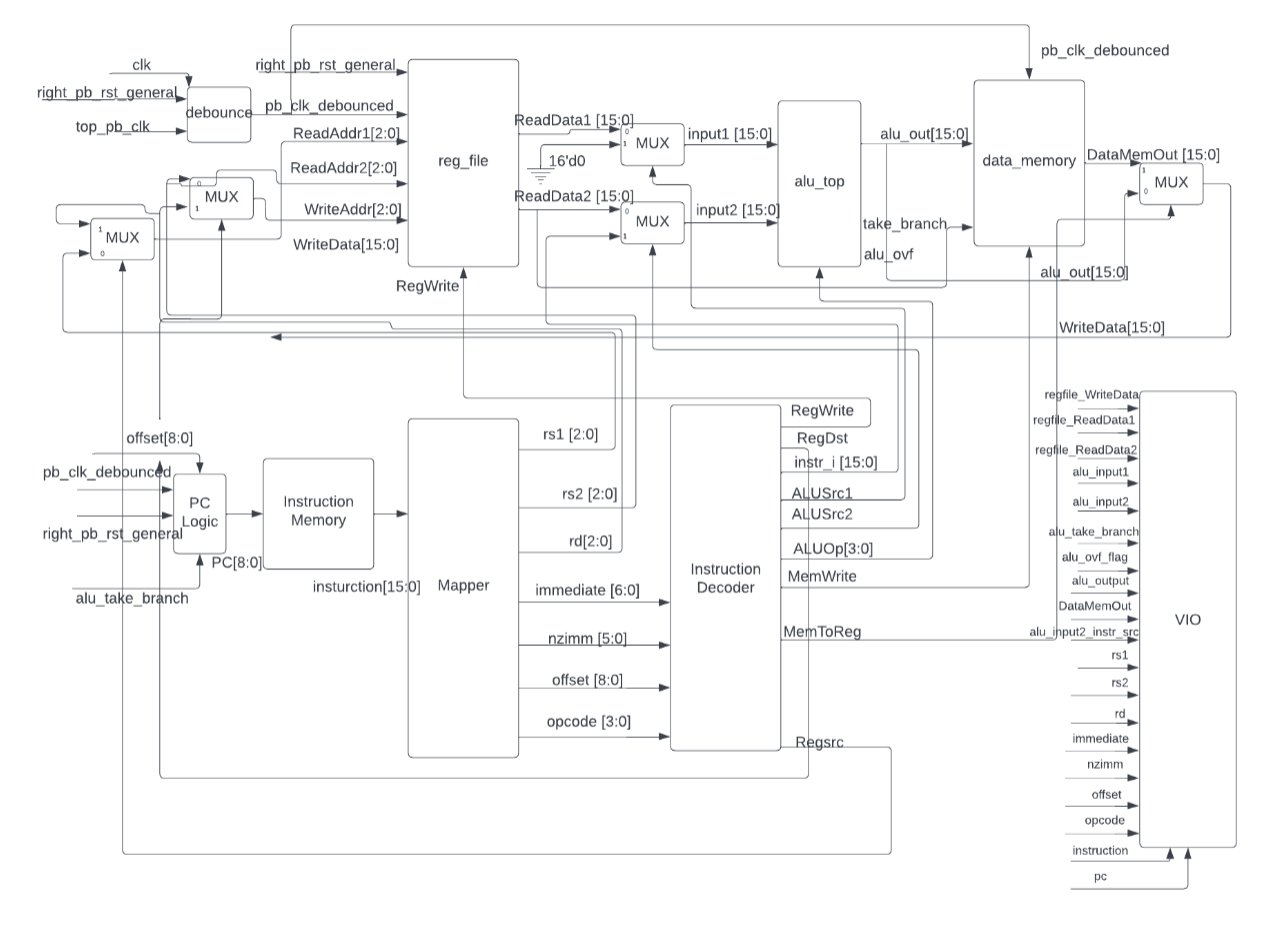 pb_clk_debounced
clk
right_pb_rst_general
top_pb_clk
debounce
right_pb_rst_general
pb_clk_debounced
ReadAddr1[2:0]
ReadAddr2[2:0]
WriteAddr[2:0]
WriteData[15:0]
RegWrite
reg_file
0
MUX
1
1
MUX
0
ReadData1 [15:0]
16'd0
ReadData2 [15:0]
0
MUX
1
0
MUX
1
input1 [15:0]
input2 [15:0]
alu_top
alu_out[15:0]
take_branch
alu_ovf
alu_out[15:0]
data_memory
DataMemOut [15:0]
1
MUX
0
WriteData[15:0]
offset[8:0]
pb_clk_debounced
right_pb_rst_general
alu_take_branch
PC
Logic
PC[8:0]
Instruction
Memory
insturction[15:0]
Mapper
rs1 [2:0]
rs2 [2:0]
rd[2:0]
immediate [6:0]
nzimm [5:0]
offset [8:0]
opcode [3:0]
Instruction
Decoder
RegWrite
RegDst
instr_i [15:0]
ALUSrc1
ALUSrc2
ALUOp[3:0]
MemWrite
MemToReg
Regsrc
regfile_WriteData
regfile_ReadData1
regfile_ReadData2
alu_input1
alu_input2
alu_take_branch
alu_ovf_flag
alu_output
DataMemOut
alu_input2_instr_src
rs1
rs2
rd
immediate
nzimm
offset
opcode
instruction
pc
VIO